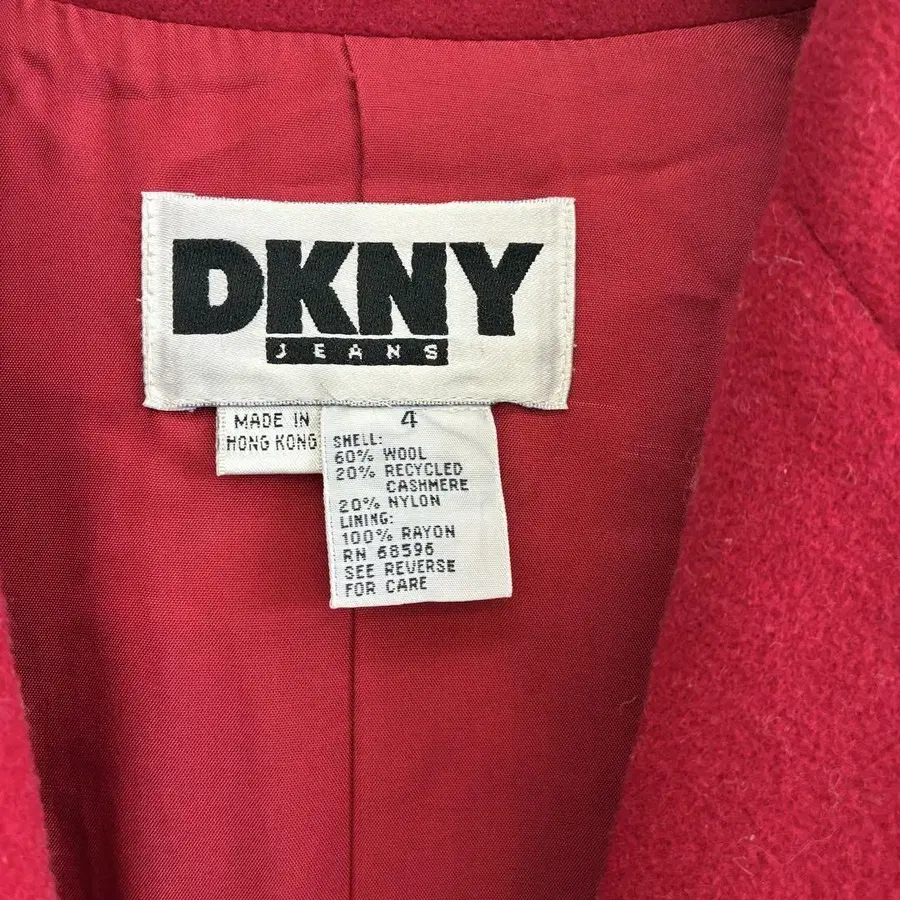 DKNY
JEANS
MADE IN
HONG KONG
4
SHELL:
60% WOOL
20% RECYCLED
CASHMERE
20% NYLON
LINING:
100% RAYON
RN 68596
SEE REVERSE
FOR CARE